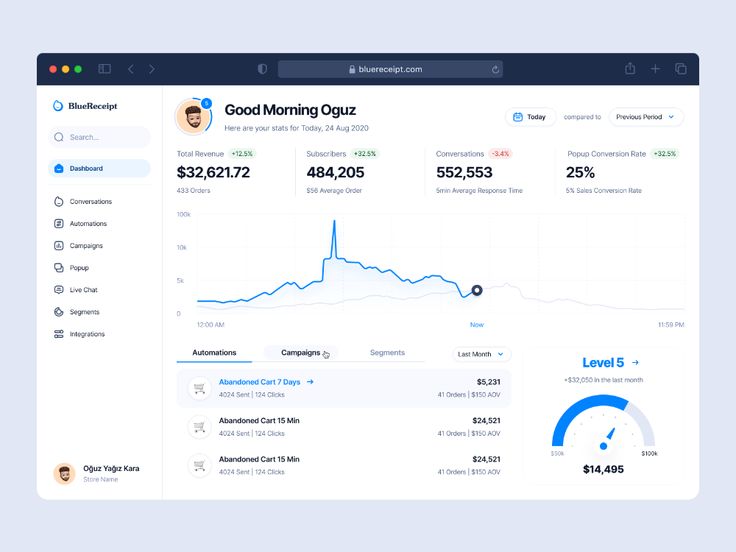 bluereceipt.com
BlueReceipt
Search...
Dashboard
Conversations
Automations
Campaigns
Popup
Live Chat
Segments
Integrations
Oğuz Yağız Kara
Store Name
5
Good Morning Oguz
Here are your stats for Today, 24 Aug 2020
Today
compared to
Previous Period
Total Revenue +12.5%
$32,621.72
433 Orders
Subscribers +32.5%
484,205
$56 Average Order
Conversations -3.4%
552,553
5min Average Response Time
Popup Conversion Rate +32.5%
25%
5% Sales Conversion Rate
100k
10k
5k
0
12:00 AM
Now
11:59 PM
Automations
Campaigns
Segments
Last Month
Abandoned Cart 7 Days → $5,231
4024 Sent | 124 Clicks 41 Orders | $150 AOV
Abandoned Cart 15 Min $24,521
4024 Sent | 124 Clicks 41 Orders | $150 AOV
Abandoned Cart 15 Min $24,521
4024 Sent | 124 Clicks 41 Orders | $150 AOV
Level 5 →
+$32,050 In the last month
$50k
$100k
$14,495